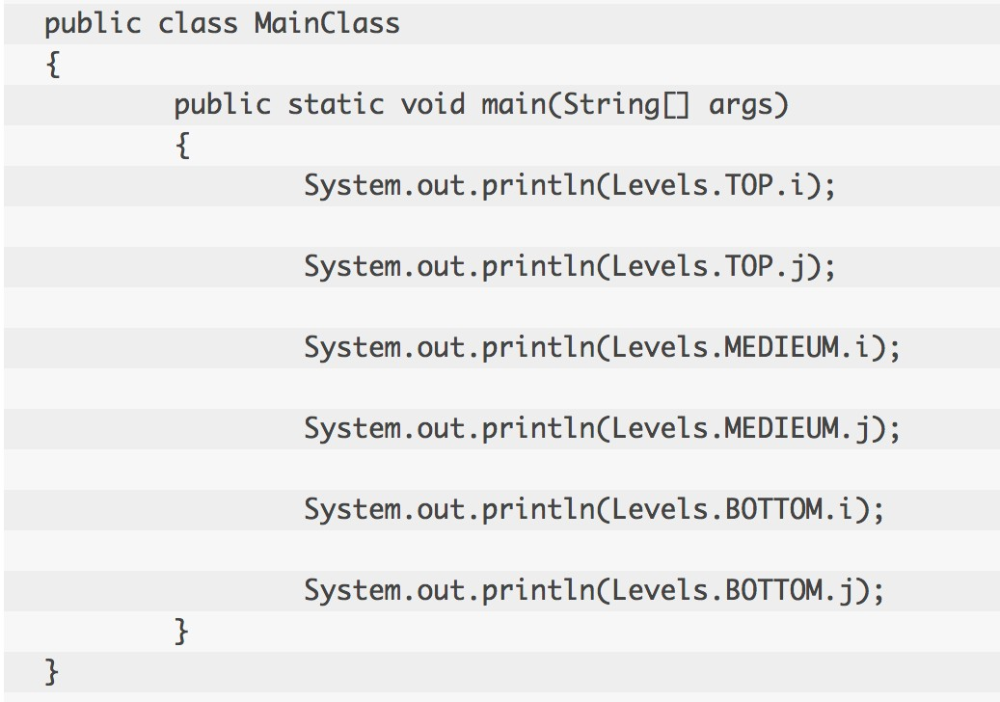 public class MainClass
{
public static void main(String[] args)
{
System.out.println(Levels.TOP.i);
System.out.println(Levels.TOP.j);
System.out.println(Levels.MEDIEUM.i);
System.out.println(Levels.MEDIEUM.j);
System.out.println(Levels.BOTTOM.i);
System.out.println(Levels.BOTTOM.j);
}
}